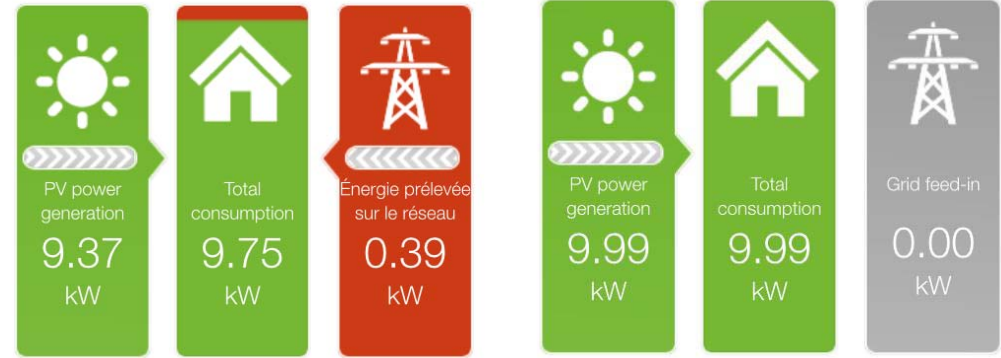 PV power
generation
9.37
kW
Total
consumption
9.75
kW
Énergie prélevée
sur le réseau
0.39
kW
PV power
generation
9.99
kW
Total
consumption
9.99
kW
Grid feed-in
0.00
kW